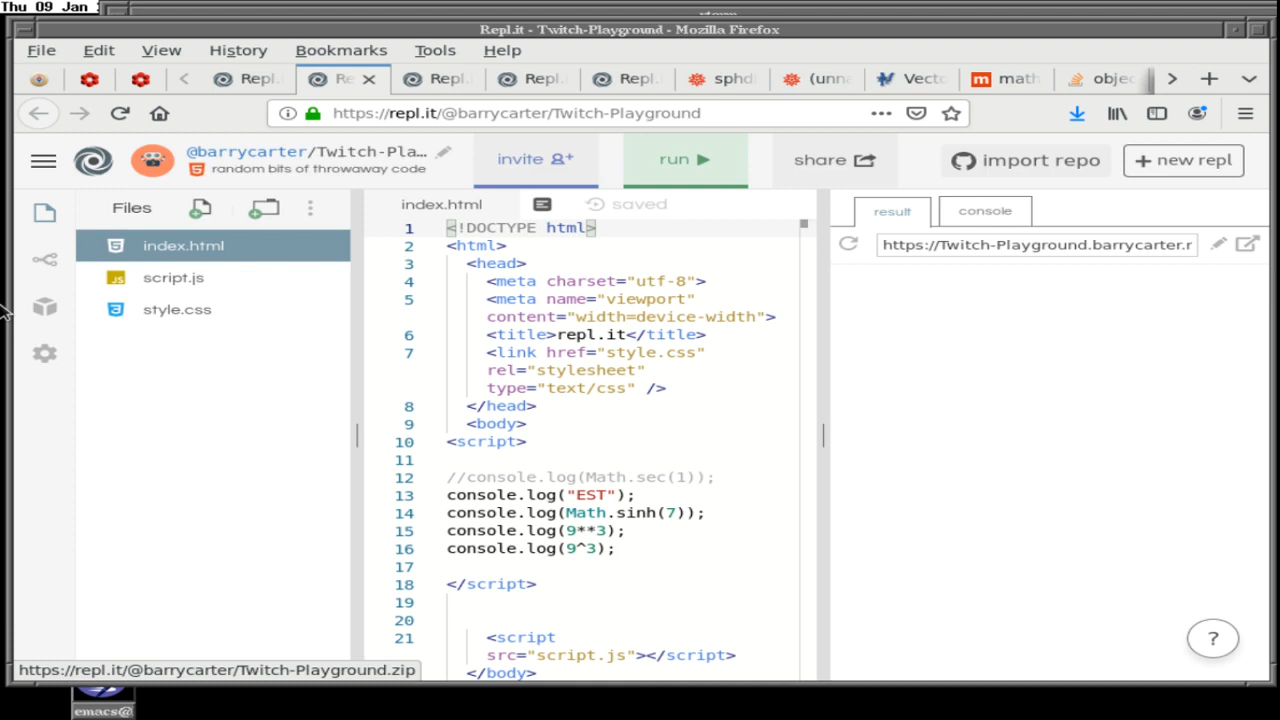 Thu 09 Jan
Repl.it - Twitch-Playground - Mozilla Firefox
File Edit View History Bookmarks Tools Help
Repl. Re Repl. Repl. Repl. sphd (unn Vect math objec
https://repl.it/@barrycarter/Twitch-Playground
@barrycarter/Twitch-Pla...
random bits of throwaway code
invite
run
share
import repo
+ new repl
Files
index.html
script.js
style.css
index.html
saved
1 <!DOCTYPE html>
2 <html>
3 <head>
4 <meta charset="utf-8">
5 <meta name="viewport"
content="width=device-width">
6 <title>repl.it</title>
7 <link href="style.css"
rel="stylesheet"
type="text/css" />
8 </head>
9 <body>
10 <script>
11
12 //console.log(Math.sec(1));
13 console.log("EST");
14 console.log(Math.sinh(7));
15 console.log(9**3);
16 console.log(9^3);
17
18 </script>
19
20
21 <script
src="script.js"></script>
</body>
result
console
https://Twitch-Playground.barrycarter.r
?
https://repl.it/@barrycarter/Twitch-Playground.zip
emacs@